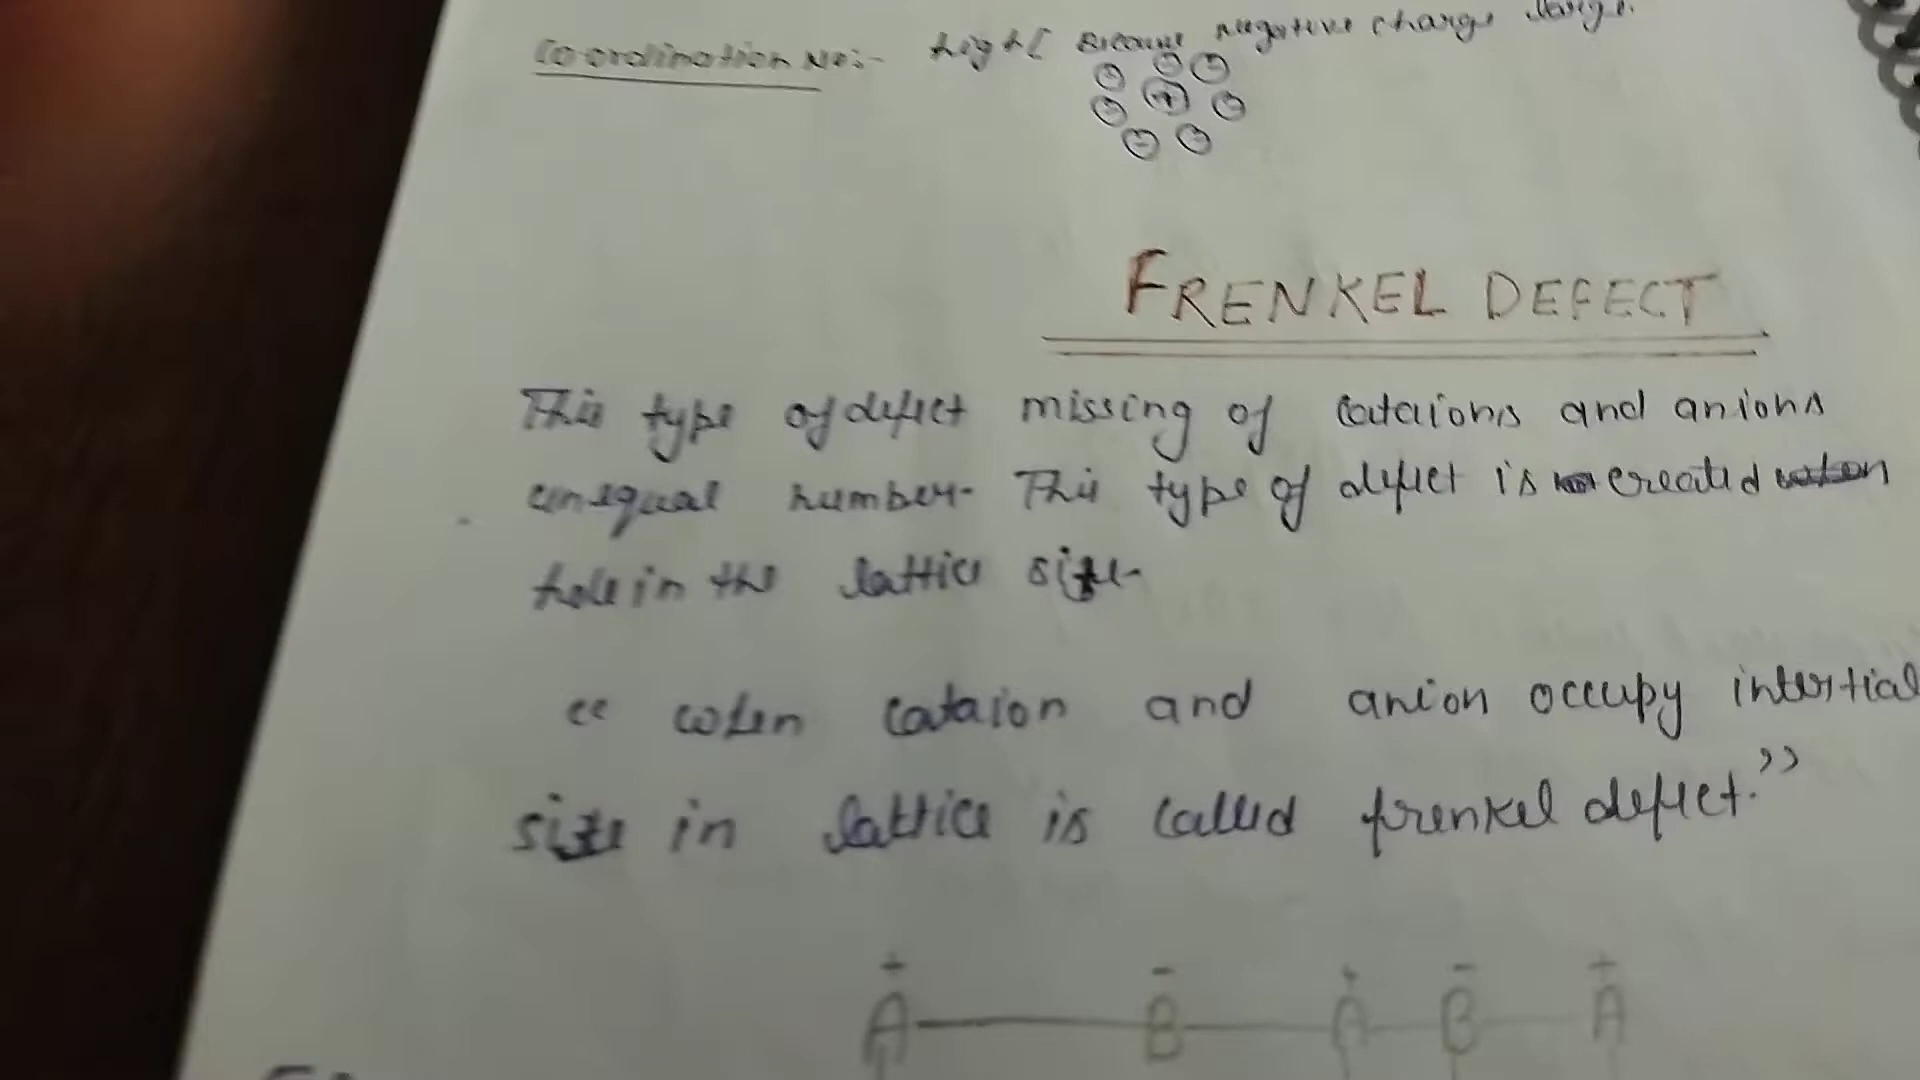 Co-ordination No:- high [ Because negative charge large.
- - -
- + -
- -
FRENKEL DEFECT
This type of defect missing of cataions and anions
unequal number. This type of defect is created
hole in the lattice site.
“ when cataion and anion occupy intertial
site in lattice is called frenkel defect.”
+ - + - +
A B A B A